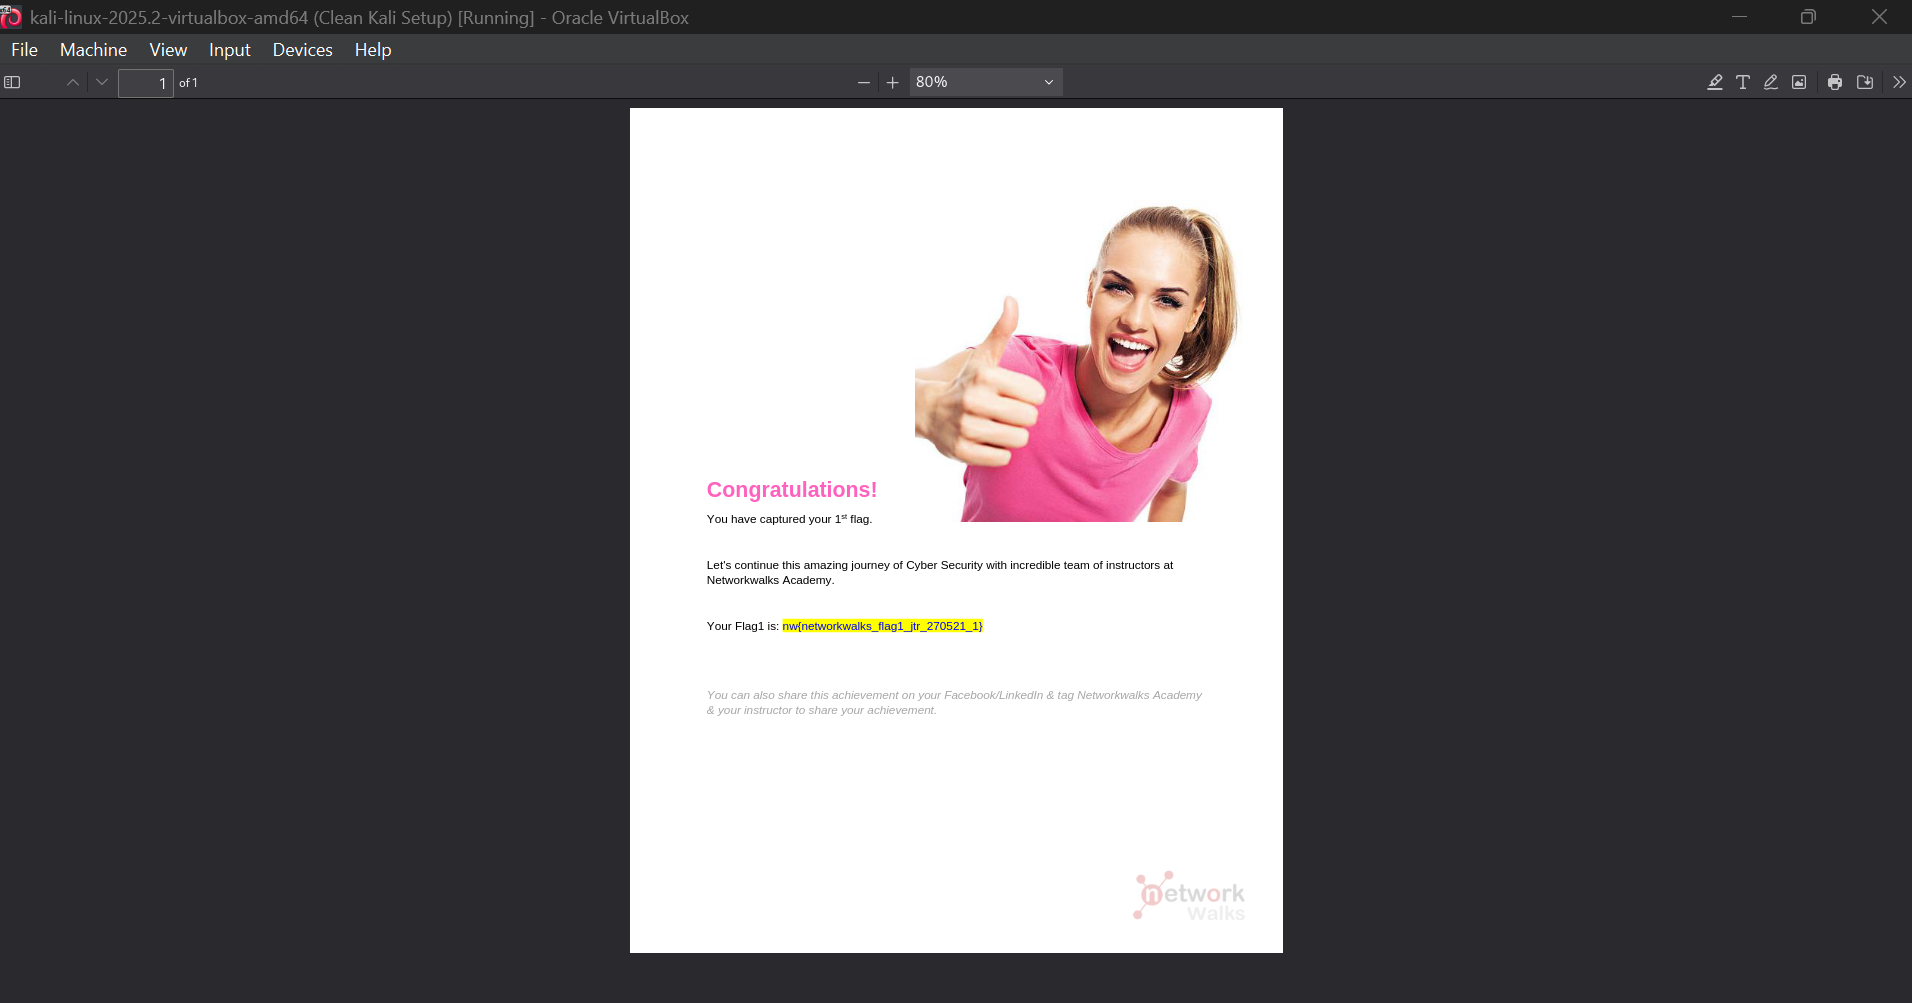 kali-linux-2025.2-virtualbox-amd64 (Clean Kali Setup) [Running] - Oracle VirtualBox
File Machine View Input Devices Help
1 of 1 80%
Congratulations!
You have captured your 1st flag.
Let's continue this amazing journey of Cyber Security with incredible team of instructors at
Networkwalks Academy.
Your Flag1 is: nw{networkwalks_flag1_jtr_270521_1}
You can also share this achievement on your Facebook/LinkedIn & tag Networkwalks Academy
& your instructor to share your achievement.
network
Walks